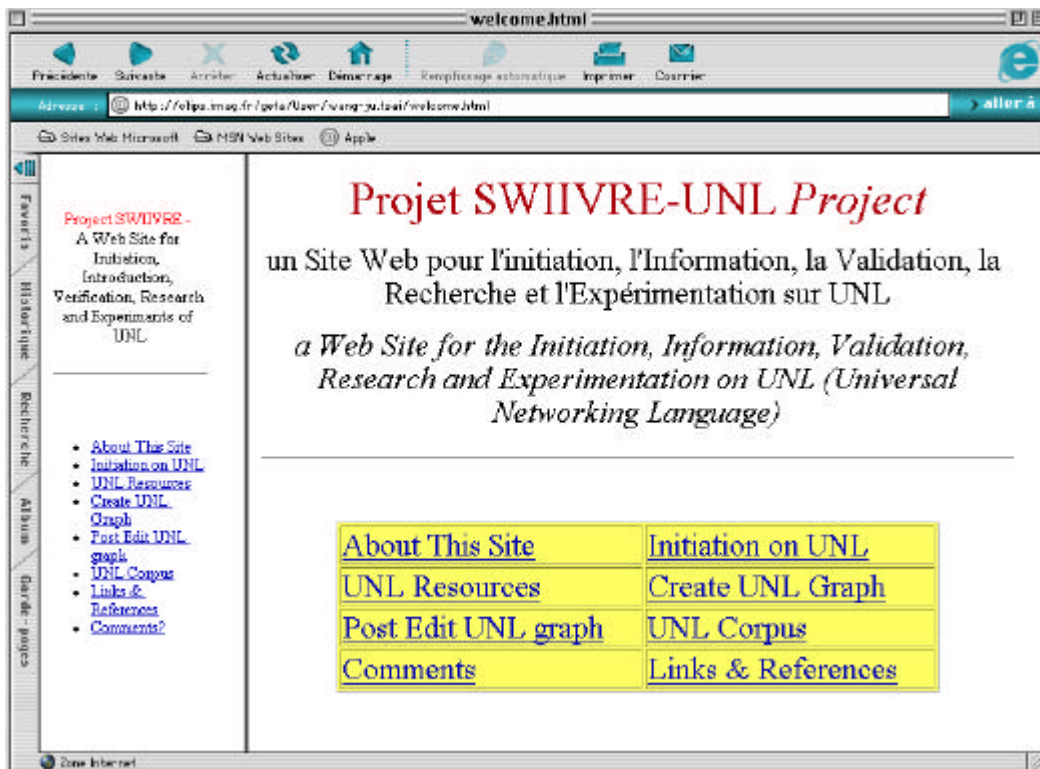 welcome.html
Précédente Suivante Arrêter Actualiser Démarrage Remplissage automatique Imprimer Courrier
Adresse : http://clips.imag.fr/geta/User/wang-ju.tsai/welcome.html aller à
Sites Web Microsoft MSN Web Sites Apple
Favoris
Historique
Recherche
Album
Garde-pages
Project SWIIVRE -
A Web Site for
Initiation,
Introduction,
Verification, Research
and Experimants of
UNL
About This Site
Initiation on UNL
UNL Resources
Create UNL
Graph
Post Edit UNL
graph
UNL Corpus
Links &
References
Comments?
Projet SWIIVRE-UNL Project
un Site Web pour l'initiation, l'Information, la Validation, la
Recherche et l'Expérimentation sur UNL
a Web Site for the Initiation, Information, Validation,
Research and Experimentation on UNL (Universal
Networking Language)
About This Site Initiation on UNL
UNL Resources Create UNL Graph
Post Edit UNL graph UNL Corpus
Comments Links & References
Zone Internet